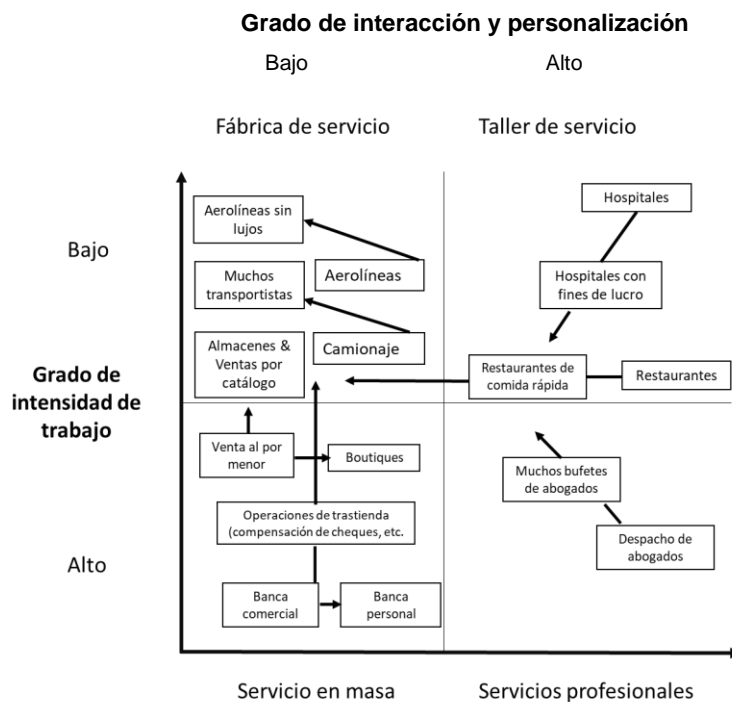 Grado de interacción y personalización
Bajo
Alto
Fábrica de servicio
Taller de servicio
Bajo
Grado de
intensidad de
trabajo
Alto
Aerolíneas sin
lujos
Aerolíneas
Muchos
transportistas
Camionaje
Almacenes &
Ventas por
catálogo
Hospitales
Hospitales con
fines de lucro
Restaurantes de
comida rápida
Restaurantes
Venta al por
menor
Boutiques
Operaciones de trastienda
(compensación de cheques, etc.
Banca
comercial
Banca
personal
Muchos bufetes
de abogados
Despacho de
abogados
Servicio en masa
Servicios profesionales